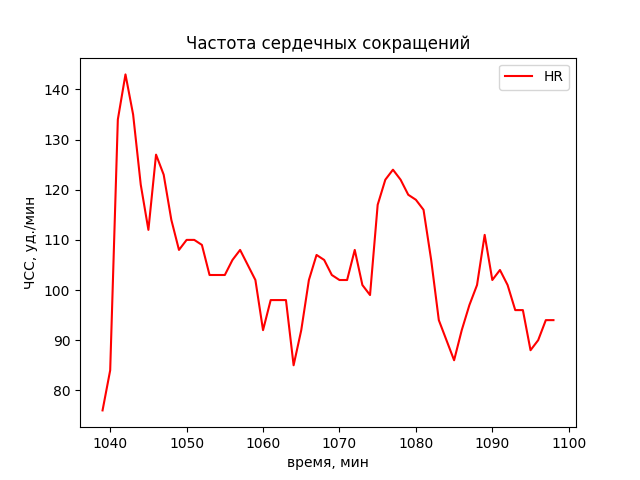 Частота сердечных сокращений
HR
ЧСС, уд./мин
140
130
120
110
100
90
80
1040 1050 1060 1070 1080 1090 1100
время, мин